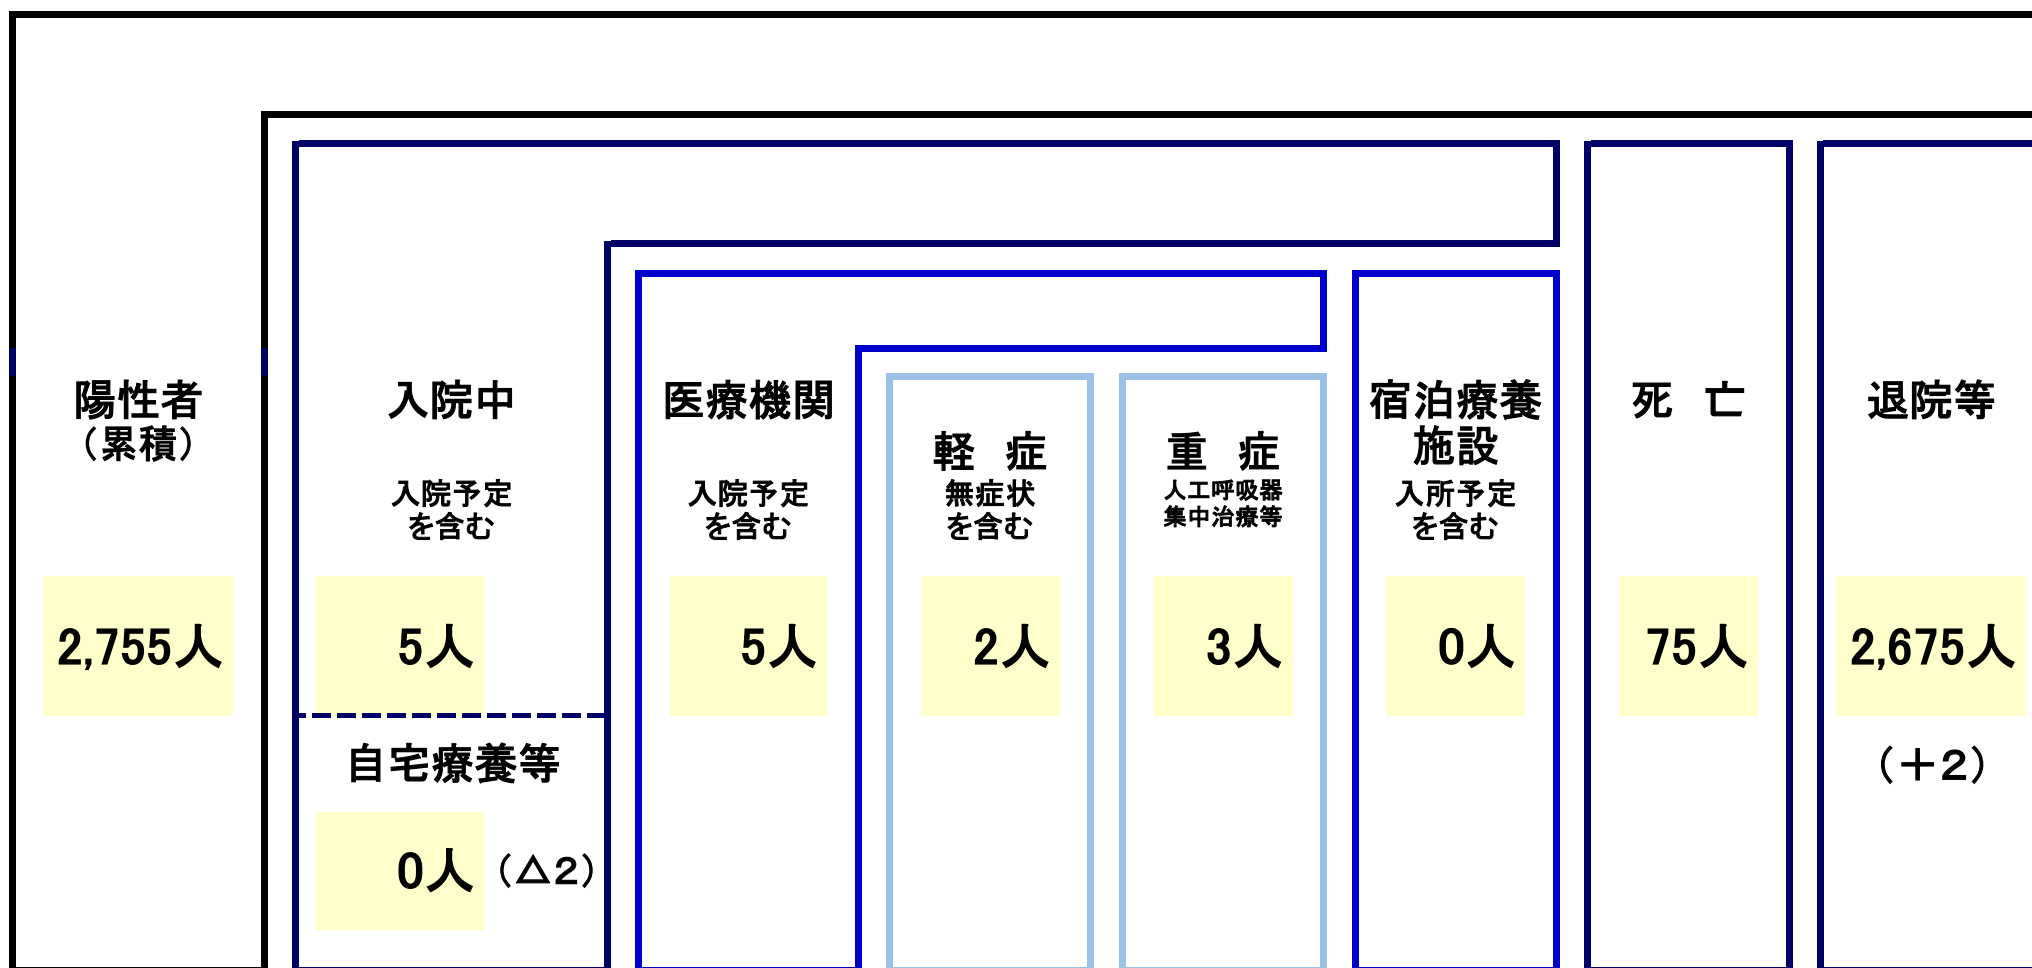 陽性者
（累積）
2,755人
入院中
入院予定
を含む
5人
自宅療養等
0人（△2）
医療機関
入院予定
を含む
5人
軽　症
無症状
を含む
2人
重　症
人工呼吸器
集中治療等
3人
宿泊療養
施設
入所予定
を含む
0人
死　亡
75人
退院等
2,675人
（＋2）